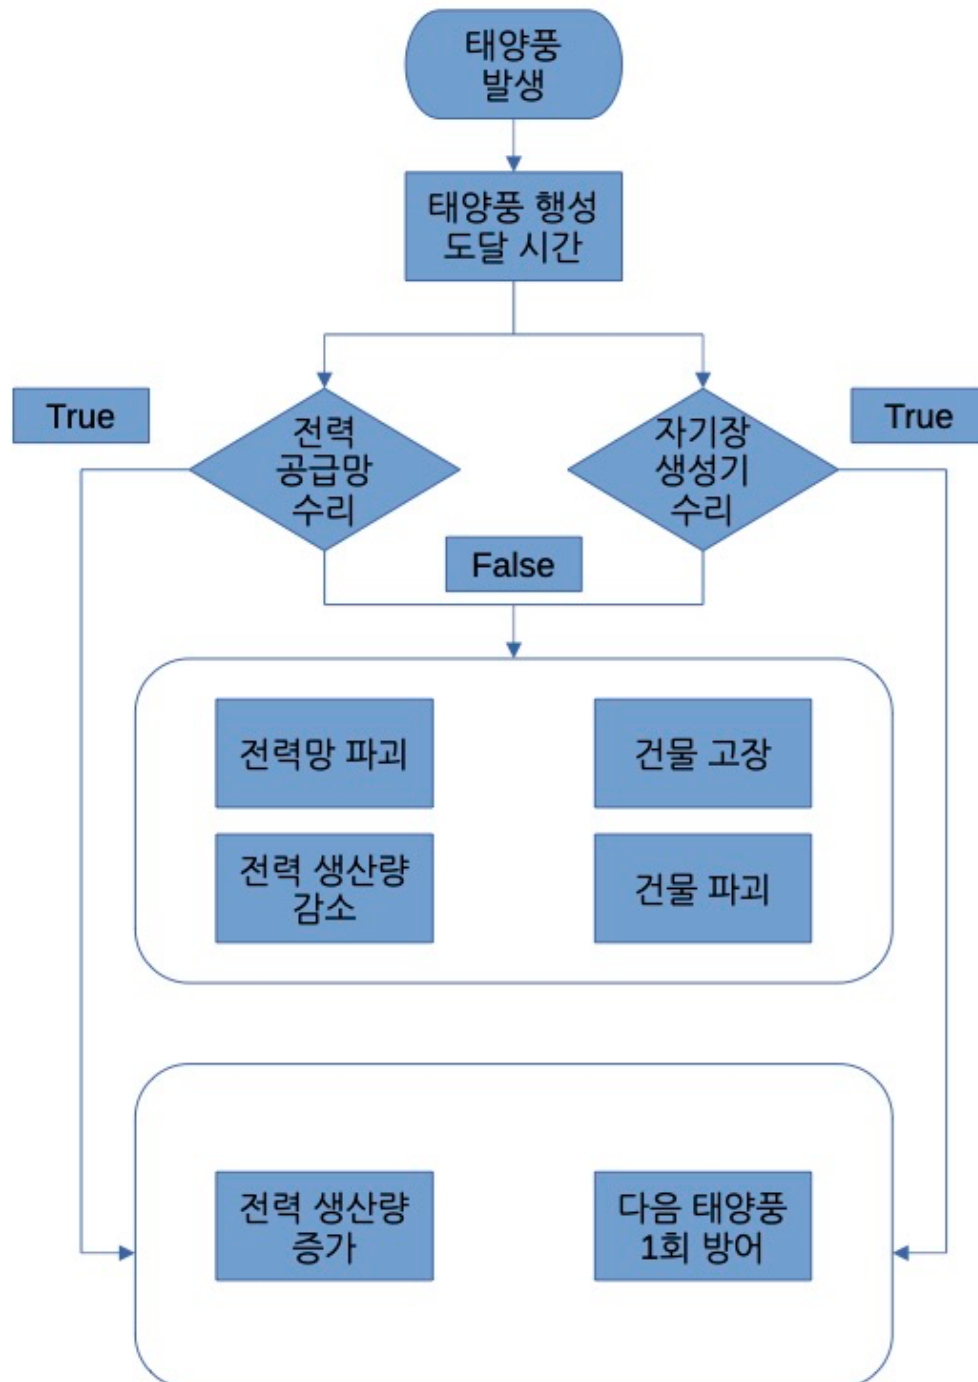 태양풍
발생
태양풍 행성
도달 시간
True
True
전력
공급망
수리
자기장
생성기
수리
False
전력망 파괴
건물 고장
전력 생산량
감소
건물 파괴
전력 생산량
증가
다음 태양풍
1회 방어